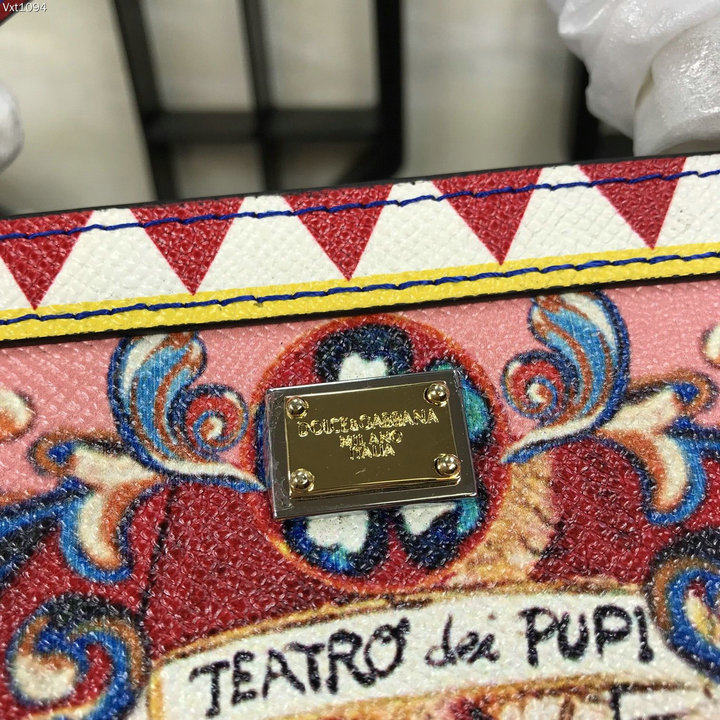 Vxt1094
DOLCE&GABBANA
MILANO
ITALIA
TEATRO dei PUPI